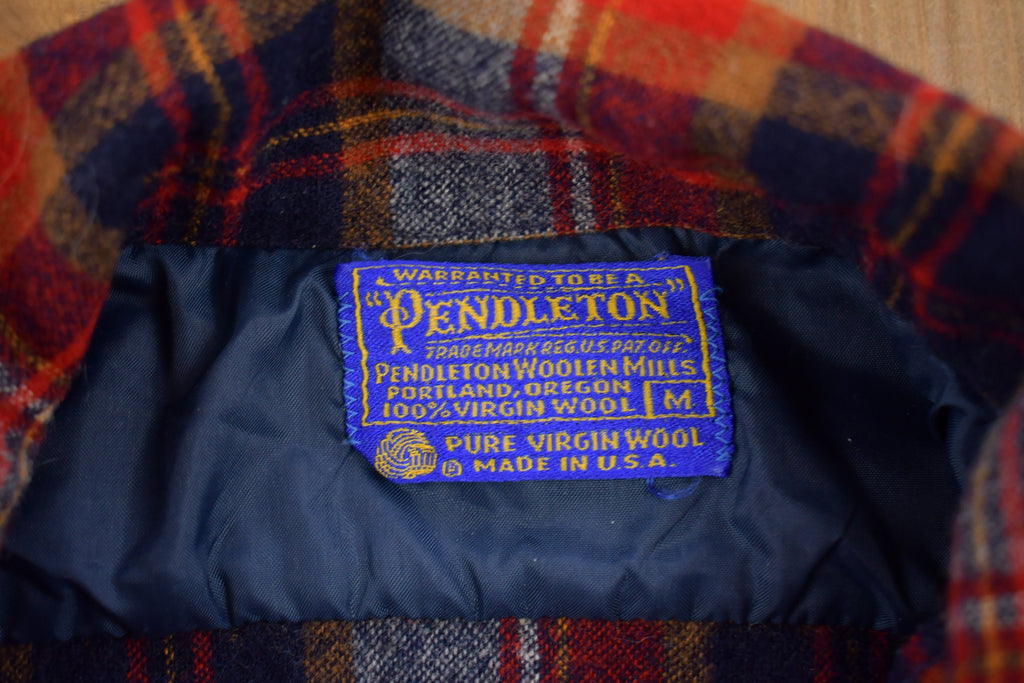 WARRANTED TO BE A
"PENDLETON"
TRADE MARK REG. U.S. PAT. OFF.
PENDLETON WOOLEN MILLS
PORTLAND, OREGON
100% VIRGIN WOOL M
PURE VIRGIN WOOL
® MADE IN U.S.A.